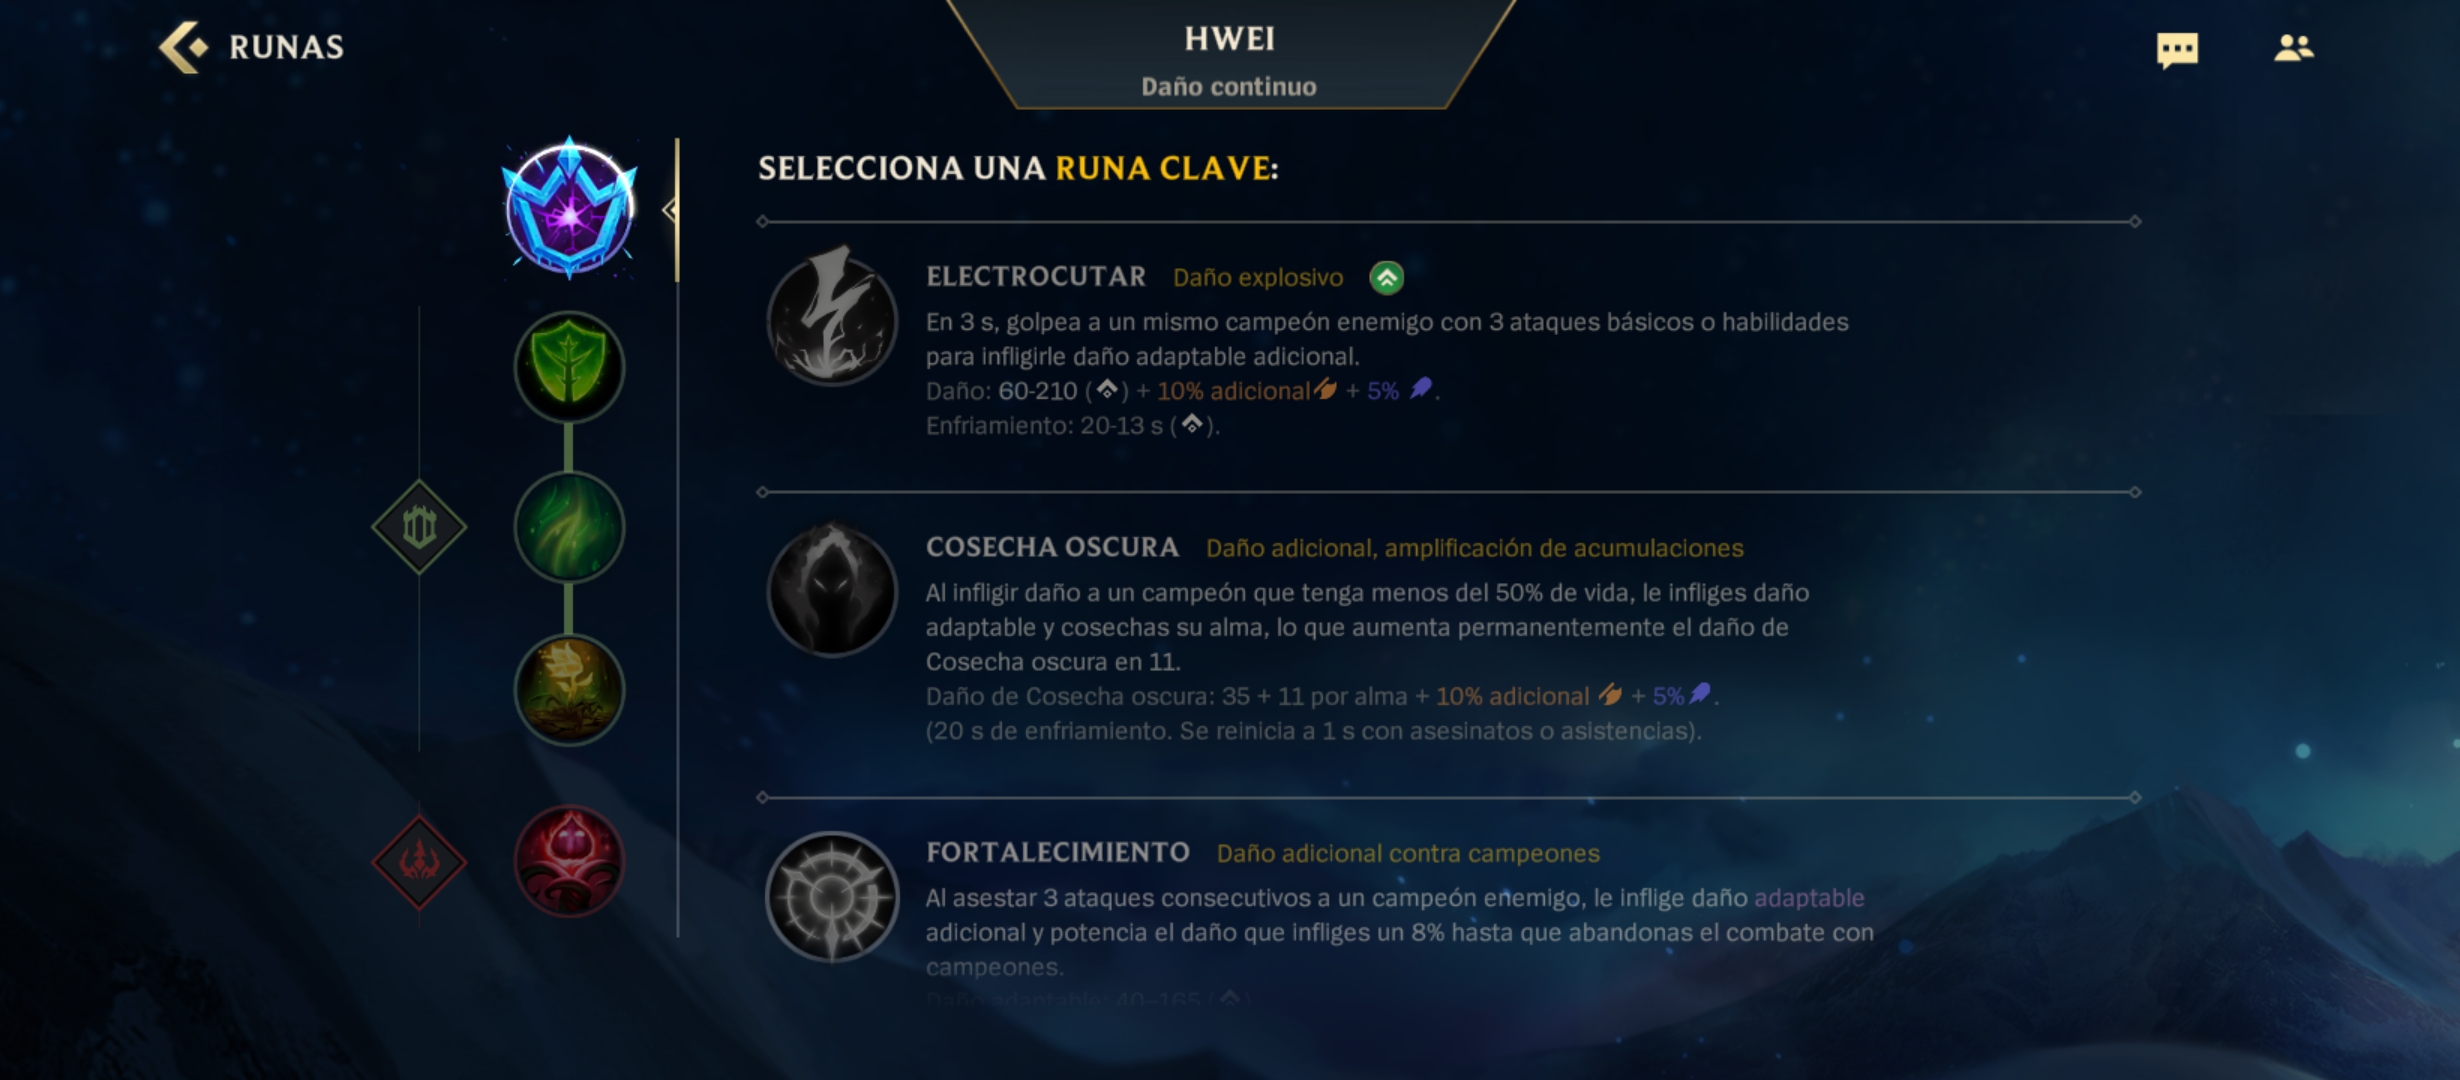 RUNAS
HWEI
Daño continuo
SELECCIONA UNA RUNA CLAVE:
ELECTROCUTAR Daño explosivo
En 3 s, golpea a un mismo campeón enemigo con 3 ataques básicos o habilidades
para infligirle daño adaptable adicional.
Daño: 60-210 ( ) + 10% adicional + 5% .
Enfriamiento: 20-13 s ( ).
COSECHA OSCURA Daño adicional, amplificación de acumulaciones
Al infligir daño a un campeón que tenga menos del 50% de vida, le infliges daño
adaptable y cosechas su alma, lo que aumenta permanentemente el daño de
Cosecha oscura en 11.
Daño de Cosecha oscura: 35 + 11 por alma + 10% adicional + 5% .
(20 s de enfriamiento. Se reinicia a 1 s con asesinatos o asistencias).
FORTALECIMIENTO Daño adicional contra campeones
Al asestar 3 ataques consecutivos a un campeón enemigo, le inflige daño adaptable
adicional y potencia el daño que infliges un 8% hasta que abandonas el combate con
campeones.
Daño adaptable: 40–165 ( )